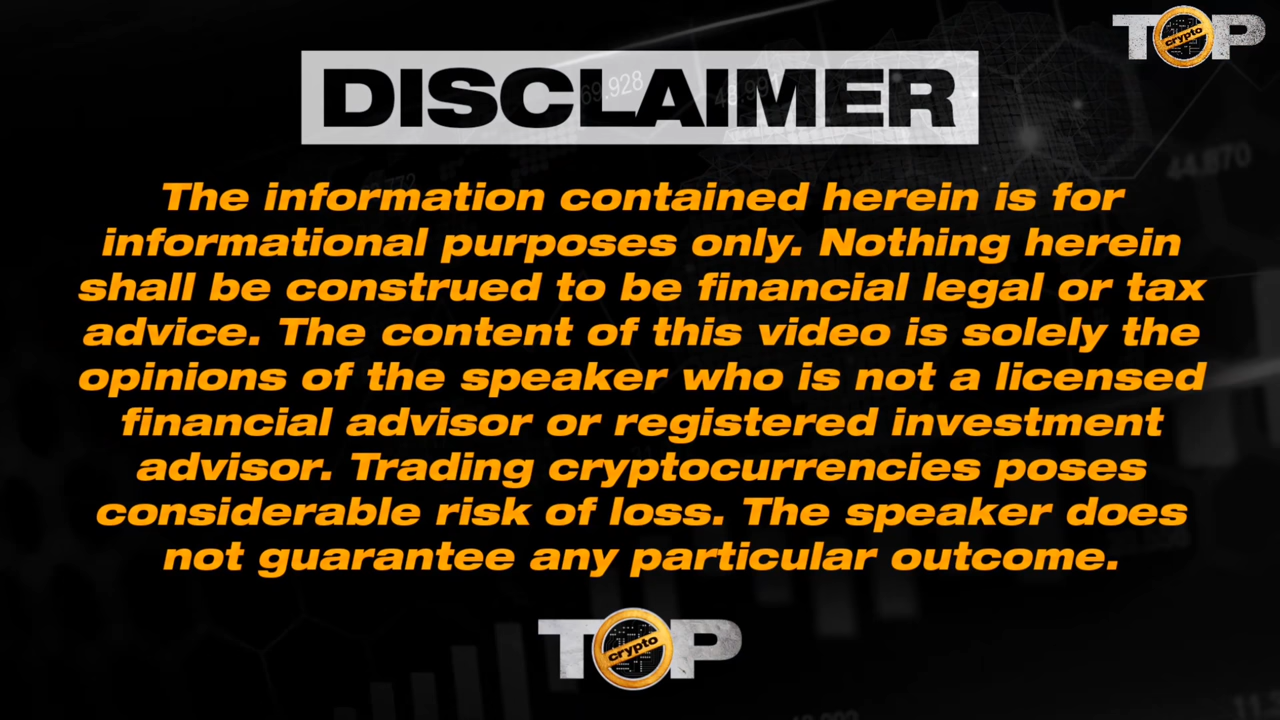 TOP
crypto
DISCLAIMER
The information contained herein is for
informational purposes only. Nothing herein
shall be construed to be financial legal or tax
advice. The content of this video is solely the
opinions of the speaker who is not a licensed
financial advisor or registered investment
advisor. Trading cryptocurrencies poses
considerable risk of loss. The speaker does
not guarantee any particular outcome.
TOP
crypto
44.870